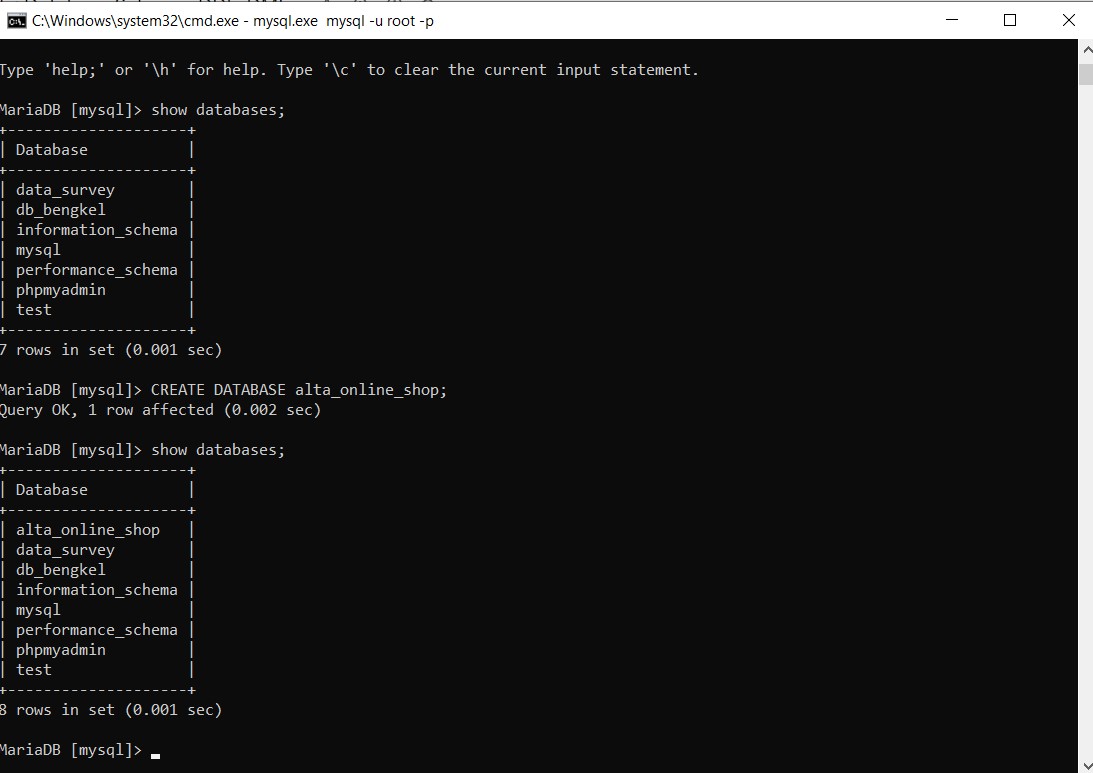 C:\Windows\system32\cmd.exe - mysql.exe  mysql -u root -p
Type 'help;' or '\h' for help. Type '\c' to clear the current input statement.
MariaDB [mysql]> show databases;
+--------------------+
| Database           |
+--------------------+
| data_survey        |
| db_bengkel         |
| information_schema |
| mysql              |
| performance_schema |
| phpmyadmin         |
| test               |
+--------------------+
7 rows in set (0.001 sec)
MariaDB [mysql]> CREATE DATABASE alta_online_shop;
Query OK, 1 row affected (0.002 sec)
MariaDB [mysql]> show databases;
+--------------------+
| Database           |
+--------------------+
| alta_online_shop   |
| data_survey        |
| db_bengkel         |
| information_schema |
| mysql              |
| performance_schema |
| phpmyadmin         |
| test               |
+--------------------+
8 rows in set (0.001 sec)
MariaDB [mysql]> _